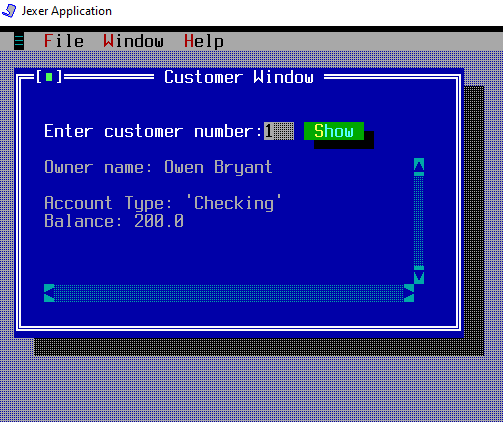 Jexer Application
File Window Help
Customer Window
Enter customer number:1 Show
Owner name: Owen Bryant
Account Type: 'Checking'
Balance: 200.0